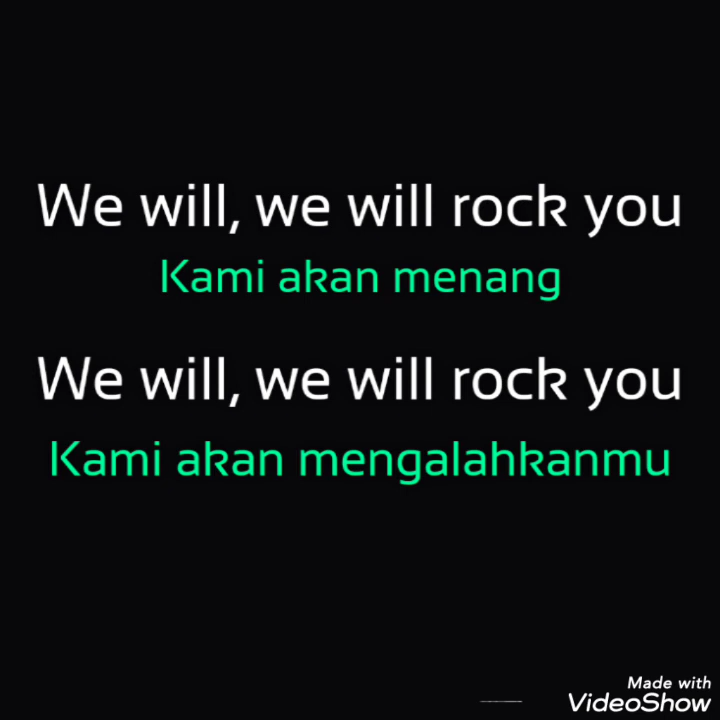 We will, we will rock you
Kami akan menang
We will, we will rock you
Kami akan mengalahkanmu
Made with
VideoShow